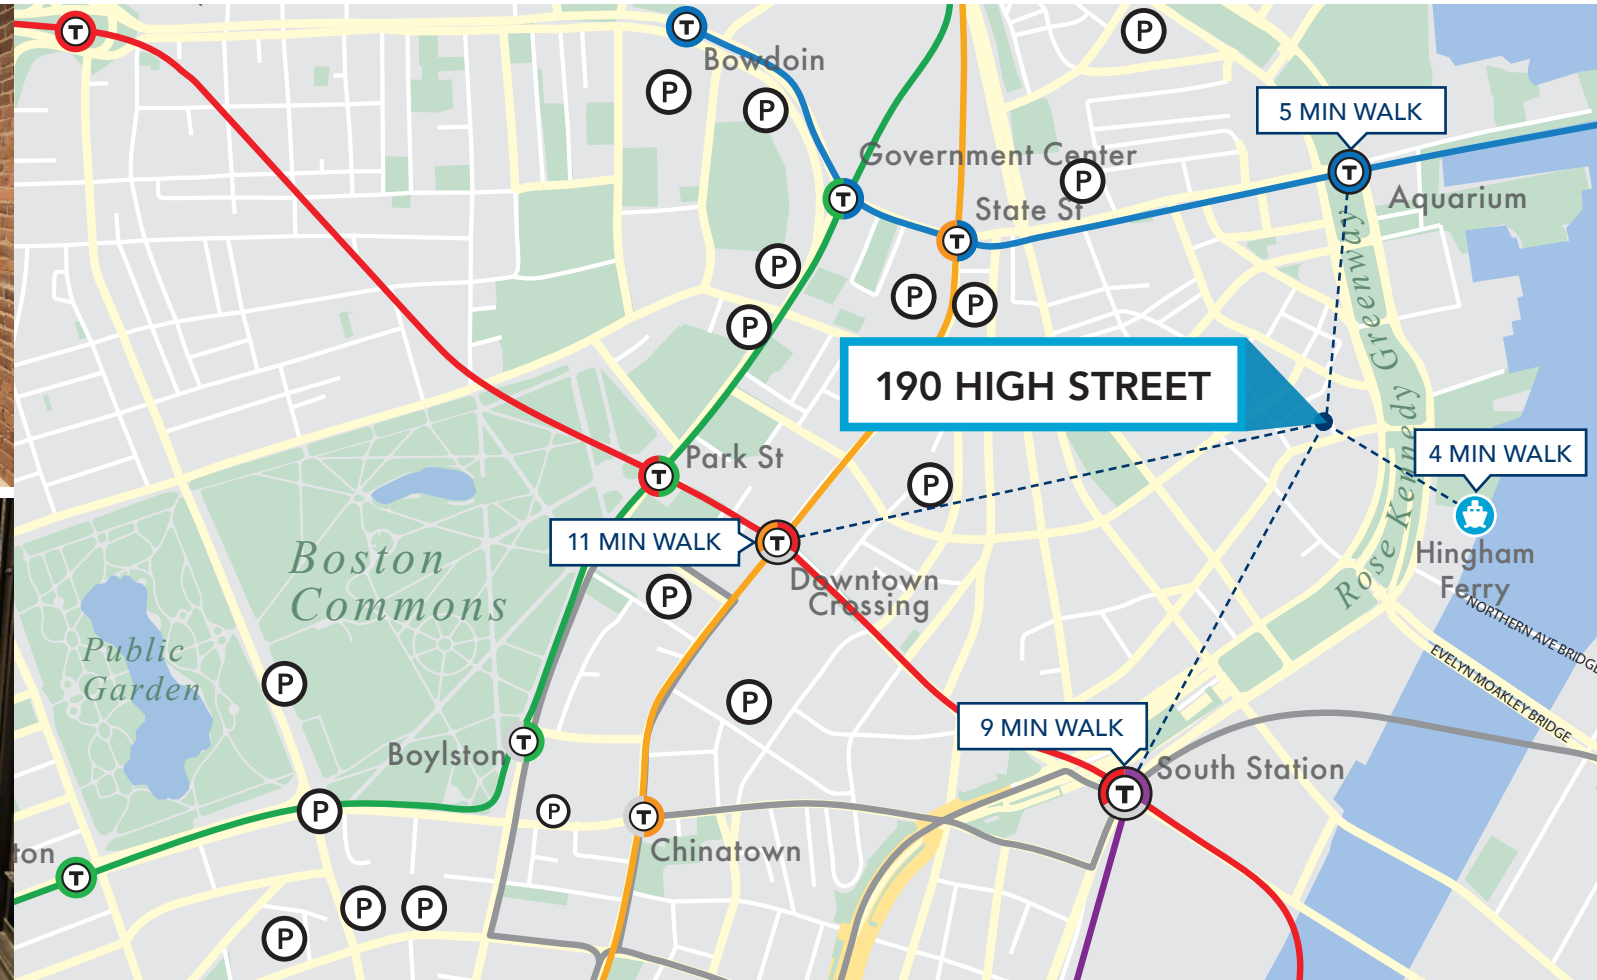 T
T
Bowdoin
P
P
P
5 MIN WALK
Government Center
P
T
Aquarium
T
State St
T
P
P
P
P
190 HIGH STREET
Rose Kennedy Greenway
Park St
T
P
4 MIN WALK
11 MIN WALK
T
Boston
Commons
Downtown
Crossing
Hingham
Ferry
P
NORTHERN AVE BRIDGE
Public
Garden
EVELYN MOAKLEY BRIDGE
P
P
9 MIN WALK
Boylston
T
South Station
T
P
P
T
Chinatown
ton
T
P
P
P